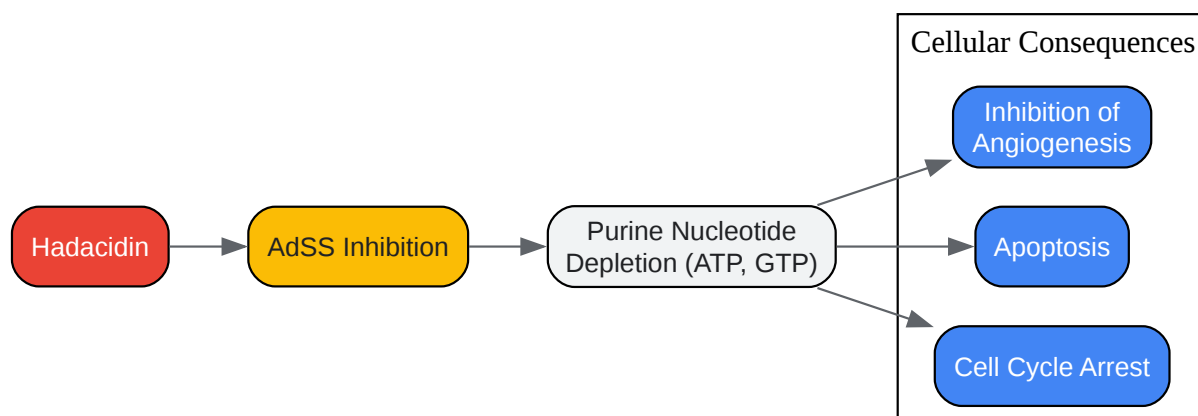 Cellular Consequences
Inhibition of
Angiogenesis
Hadacidin
AdSS Inhibition
Purine Nucleotide
Depletion (ATP, GTP)
Apoptosis
Cell Cycle Arrest